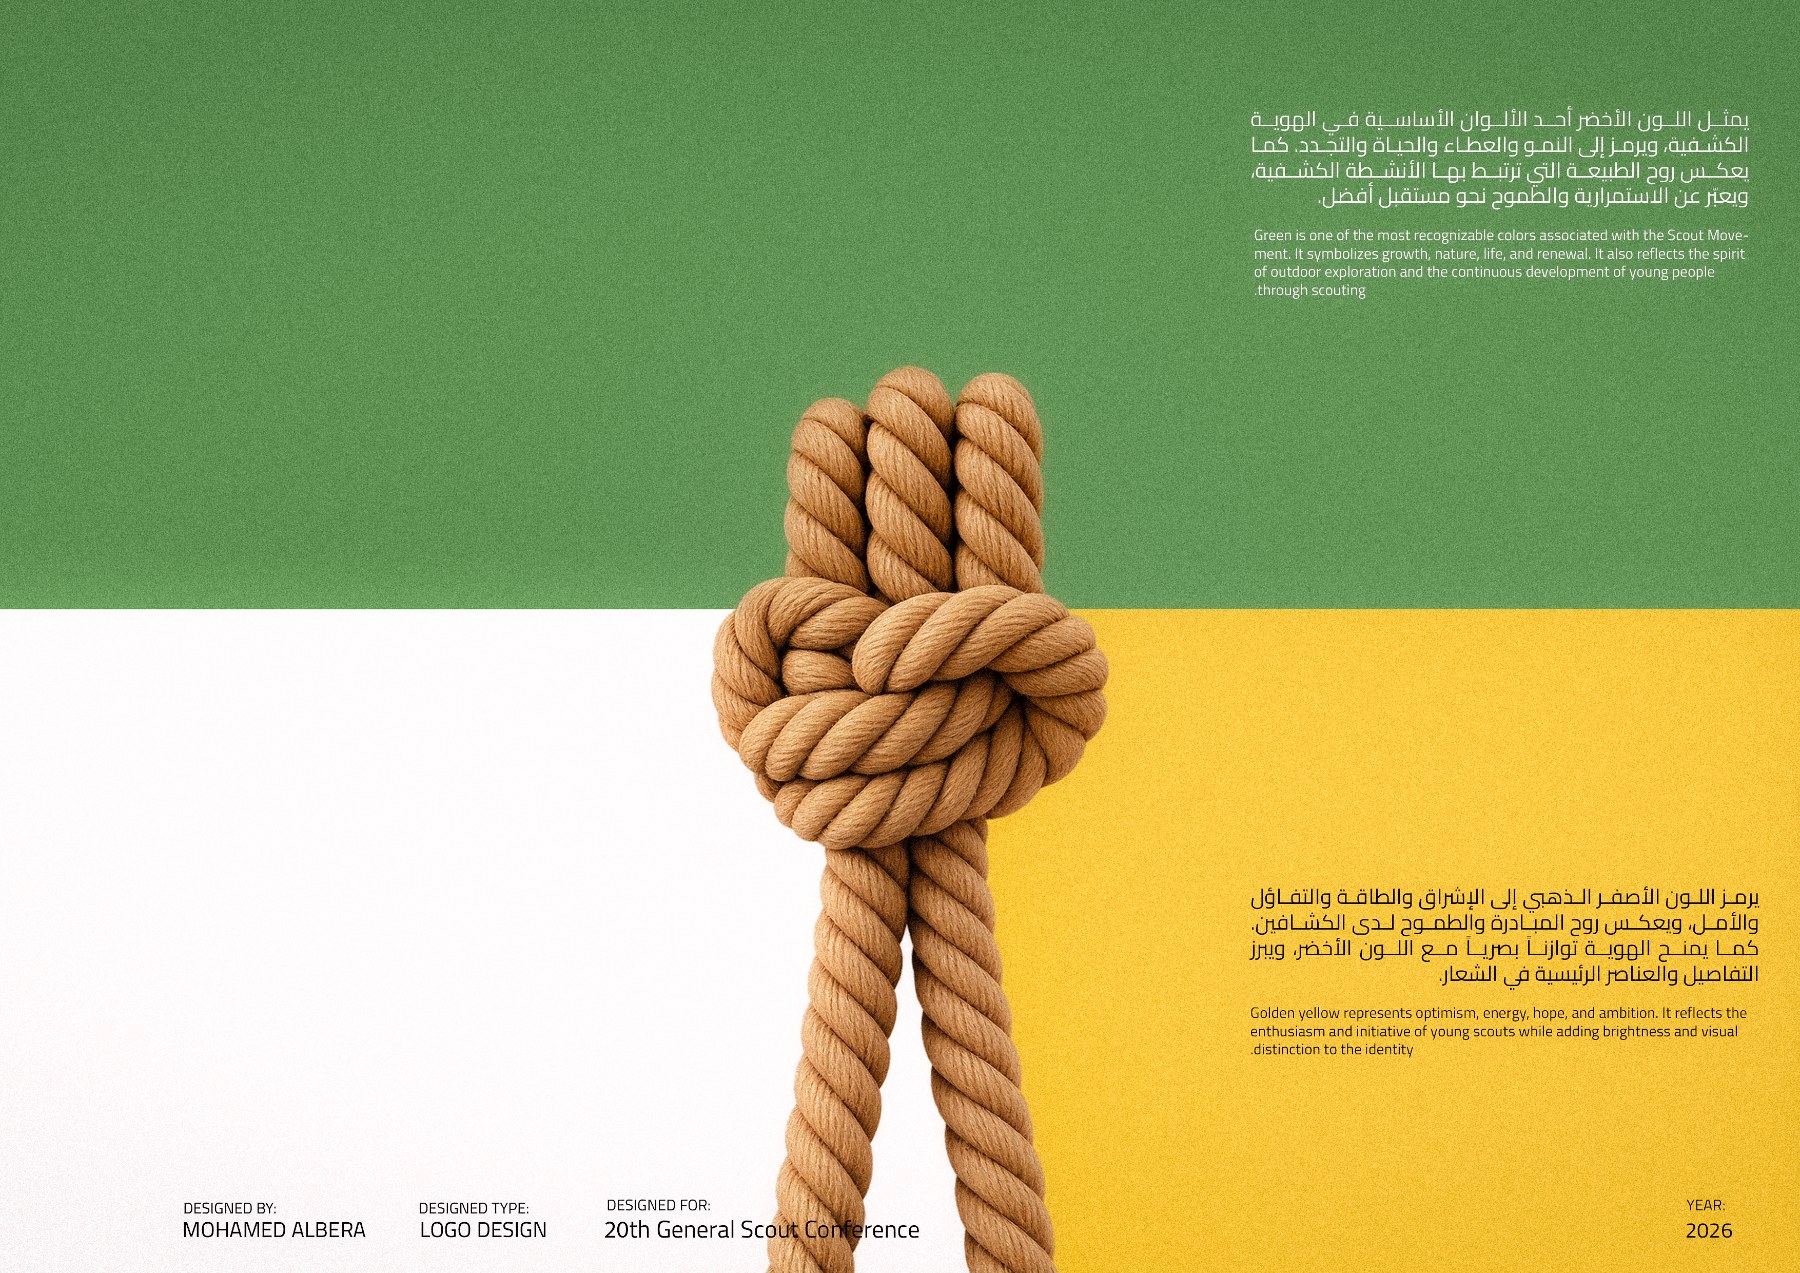 يمثل اللون الأخضر أحد الألوان الأساسية في الهوية
الكشفية، ويرمز إلى النمو والعطاء والحياة والتجدد. كما
يعكس روح الطبيعة التي ترتبط بها الأنشطة الكشفية،
ويعبّر عن الاستمرارية والطموح نحو مستقبل أفضل.
Green is one of the most recognizable colors associated with the Scout Move-
ment. It symbolizes growth, nature, life, and renewal. It also reflects the spirit
of outdoor exploration and the continuous development of young people
.through scouting
يرمز اللون الأصفر الذهبي إلى الإشراق والطاقة والتفاؤل
والأمل، ويعكس روح المبادرة والطموح لدى الكشافين.
كما يمنح الهوية توازناً بصرياً مع اللون الأخضر، ويبرز
التفاصيل والعناصر الرئيسية في الشعار.
Golden yellow represents optimism, energy, hope, and ambition. It reflects the
enthusiasm and initiative of young scouts while adding brightness and visual
.distinction to the identity
DESIGNED BY:
MOHAMED ALBERA
DESIGNED TYPE:
LOGO DESIGN
DESIGNED FOR:
20th General Scout Conference
YEAR:
2026